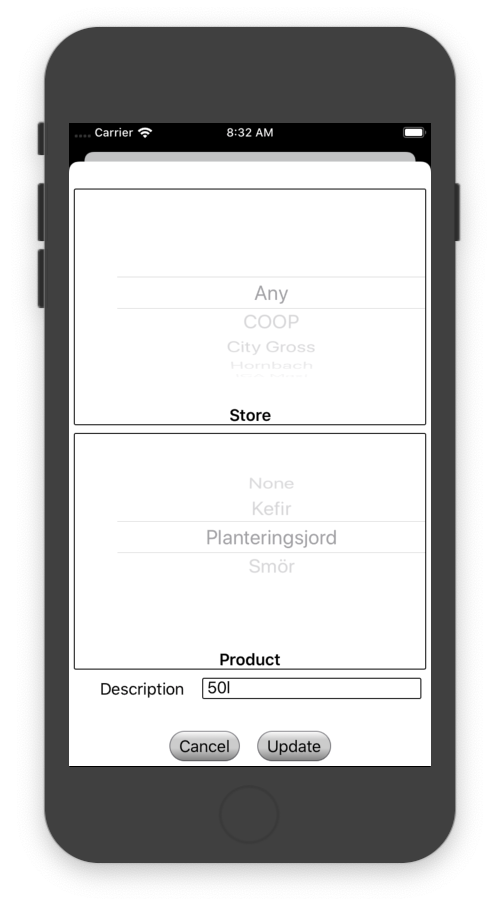 Carrier 8:32 AM
Any
COOP
City Gross
Hornbach
Store
None
Kefir
Planteringsjord
Smör
Product
Description 50l
Cancel Update